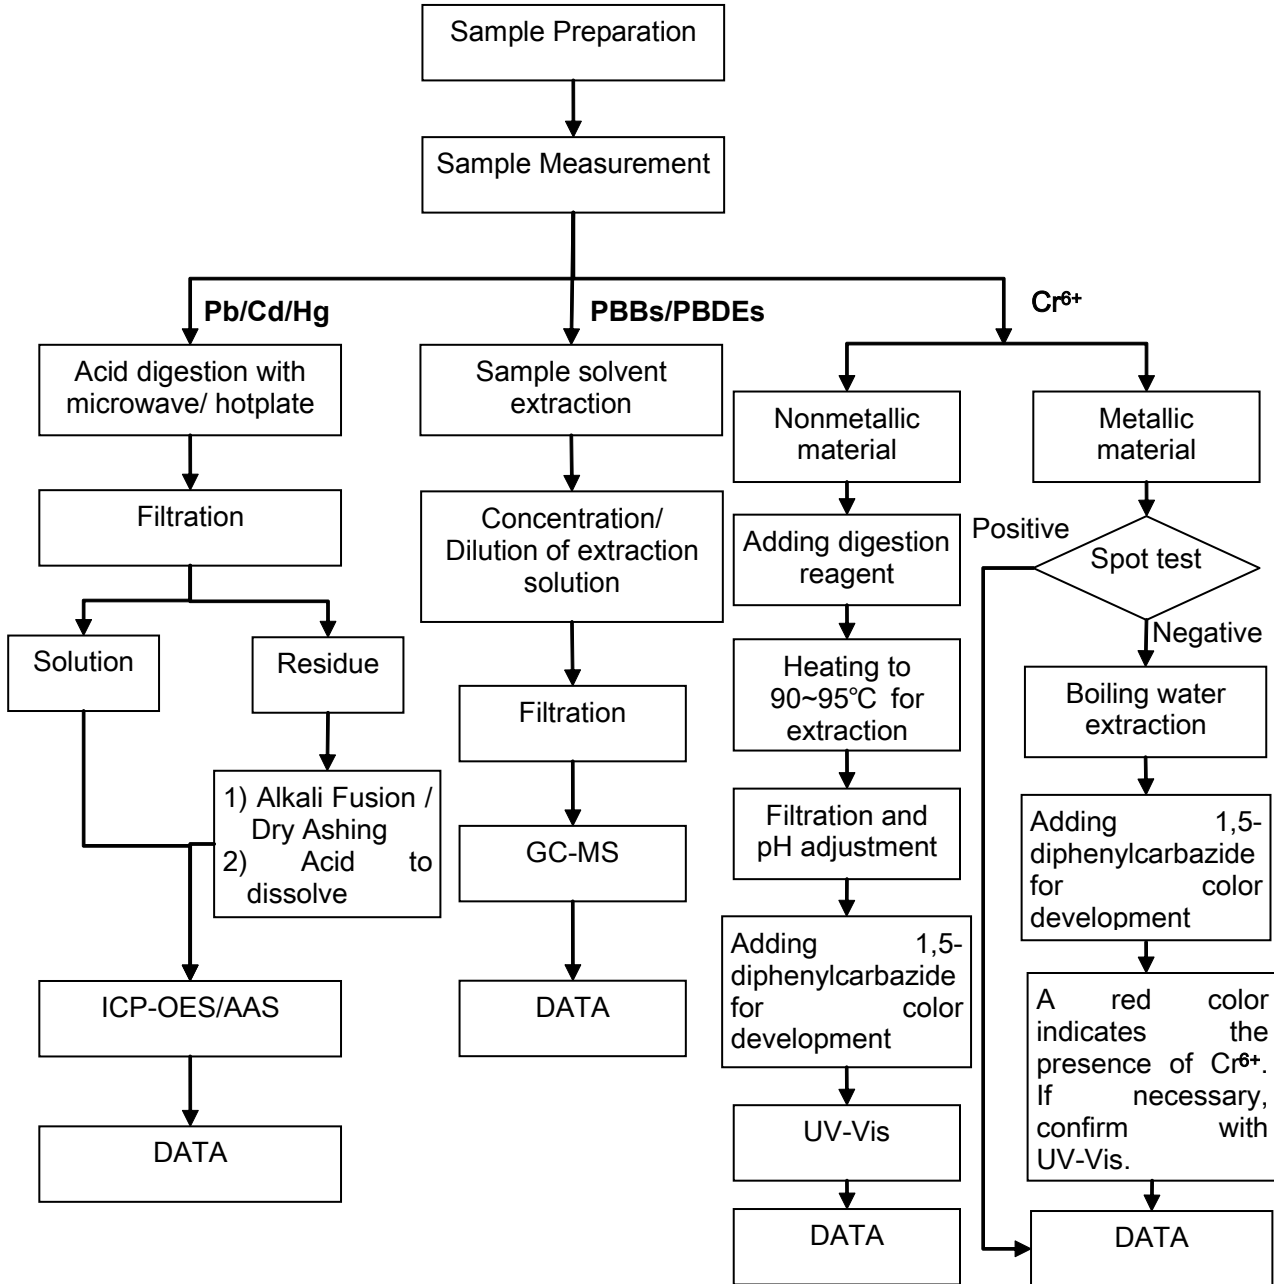 Sample Preparation
Sample Measurement
Pb/Cd/Hg
PBBs/PBDEs
Cr⁶⁺
Acid digestion with
microwave/ hotplate
Filtration
Solution
Residue
1) Alkali Fusion /
Dry Ashing
2) Acid to
dissolve
ICP-OES/AAS
DATA
Sample solvent
extraction
Concentration/
Dilution of extraction
solution
Filtration
GC-MS
DATA
Nonmetallic
material
Adding digestion
reagent
Heating to
90~95℃ for
extraction
Filtration and
pH adjustment
Adding 1,5-
diphenylcarbazide
for color
development
UV-Vis
DATA
Metallic
material
Spot test
Positive
Negative
Boiling water
extraction
Adding 1,5-
diphenylcarbazide
for color
development
A red color
indicates the
presence of Cr⁶⁺.
If necessary,
confirm with
UV-Vis.
DATA